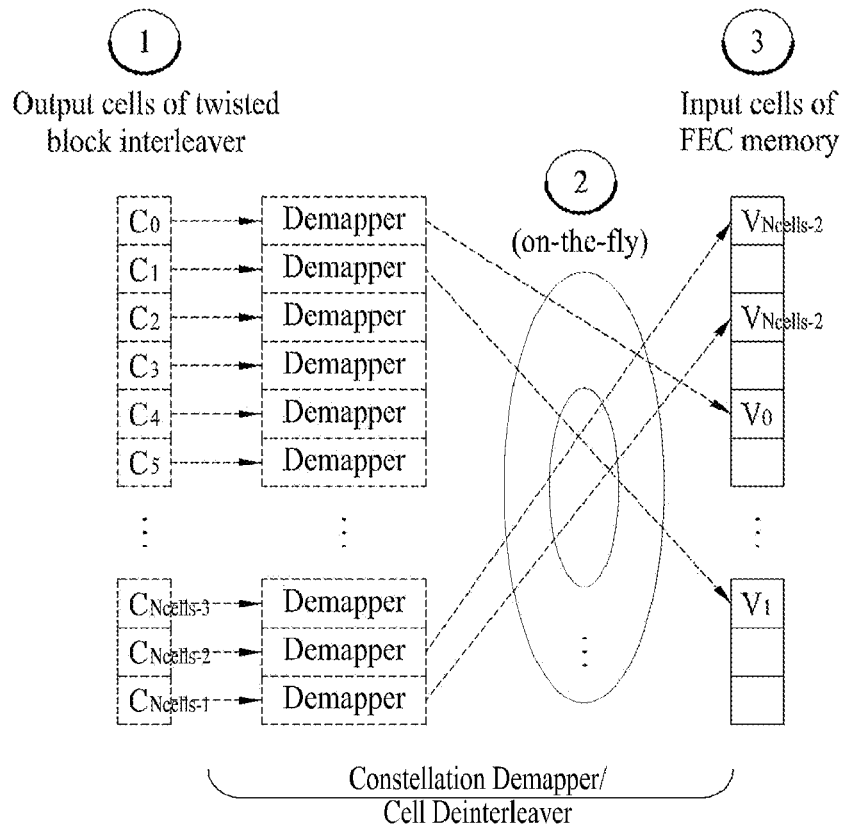 1
3
Output cells of twisted
block interleaver
Input cells of
FEC memory
2
(on-the-fly)
C0 Demapper VNcells-2
C1 Demapper
C2 Demapper VNcells-2
C3 Demapper
C4 Demapper V0
C5 Demapper
CNcells-3 Demapper V1
CNcells-2 Demapper
CNcells-1 Demapper
Constellation Demapper/
Cell Deinterleaver